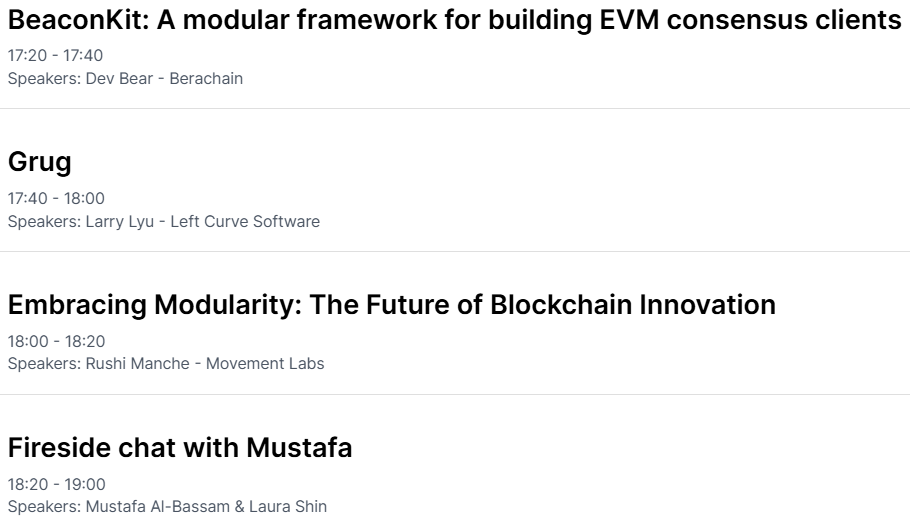 BeaconKit: A modular framework for building EVM consensus clients
17:20 - 17:40
Speakers: Dev Bear - Berachain
Grug
17:40 - 18:00
Speakers: Larry Lyu - Left Curve Software
Embracing Modularity: The Future of Blockchain Innovation
18:00 - 18:20
Speakers: Rushi Manche - Movement Labs
Fireside chat with Mustafa
18:20 - 19:00
Speakers: Mustafa Al-Bassam & Laura Shin